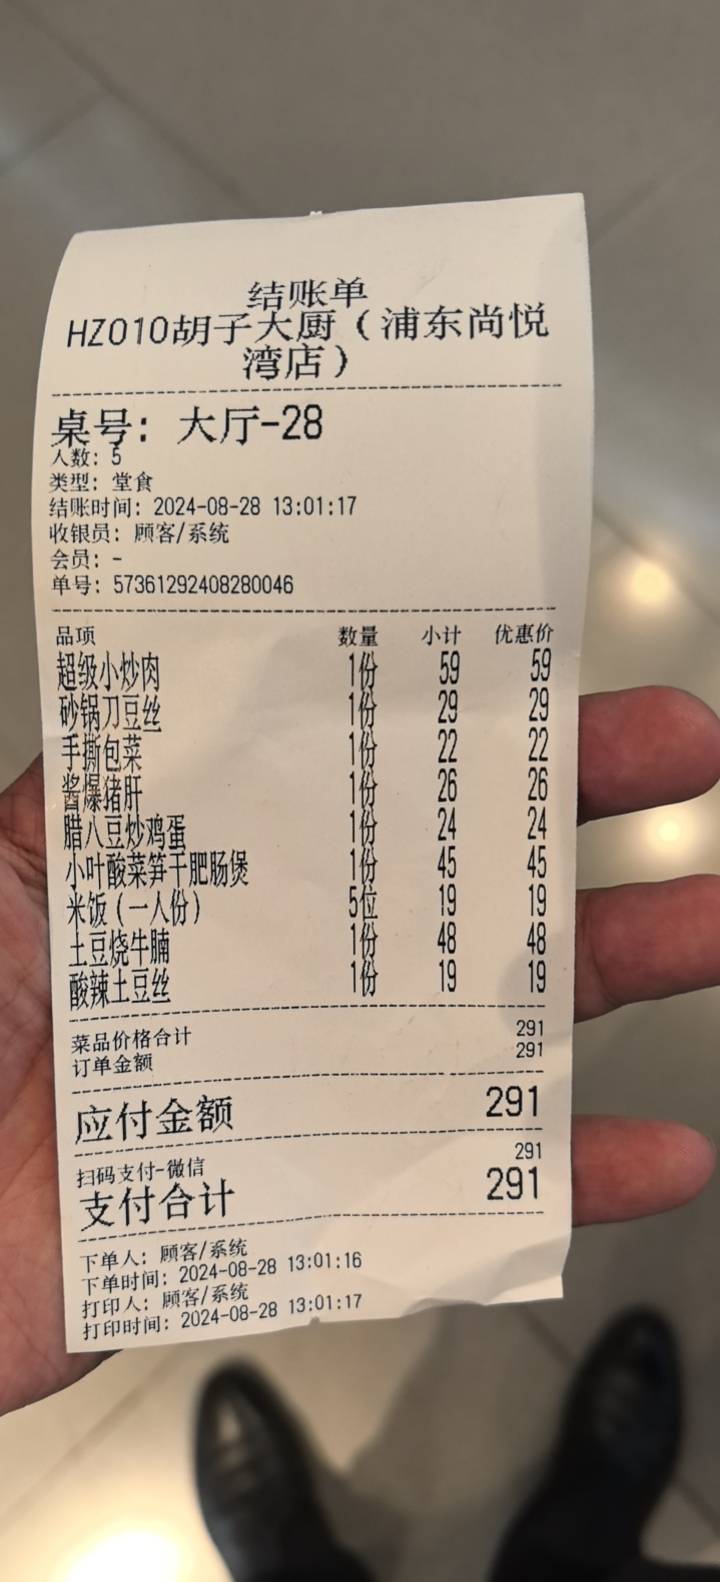 结账单
HZ010胡子大厨（浦东尚悦
湾店）
桌号: 大厅-28
人数: 5
类型: 堂食
结账时间: 2024-08-28 13:01:17
收银员: 顾客/系统
会员: -
单号: 57361292408280046
品项 数量 小计 优惠价
超级小炒肉 1份 59 59
砂锅刀豆丝 1份 29 29
手撕包菜 1份 22 22
酱爆猪肝 1份 26 26
腊八豆炒鸡蛋 1份 24 24
小叶酸菜笋干肥肠煲 1份 45 45
米饭（一人份） 5位 19 19
土豆烧牛腩 1份 48 48
酸辣土豆丝 1份 19 19
菜品价格合计 291
订单金额 291
应付金额 291
扫码支付-微信 291
支付合计 291
下单人: 顾客/系统
下单时间: 2024-08-28 13:01:16
打印人: 顾客/系统
打印时间: 2024-08-28 13:01:17